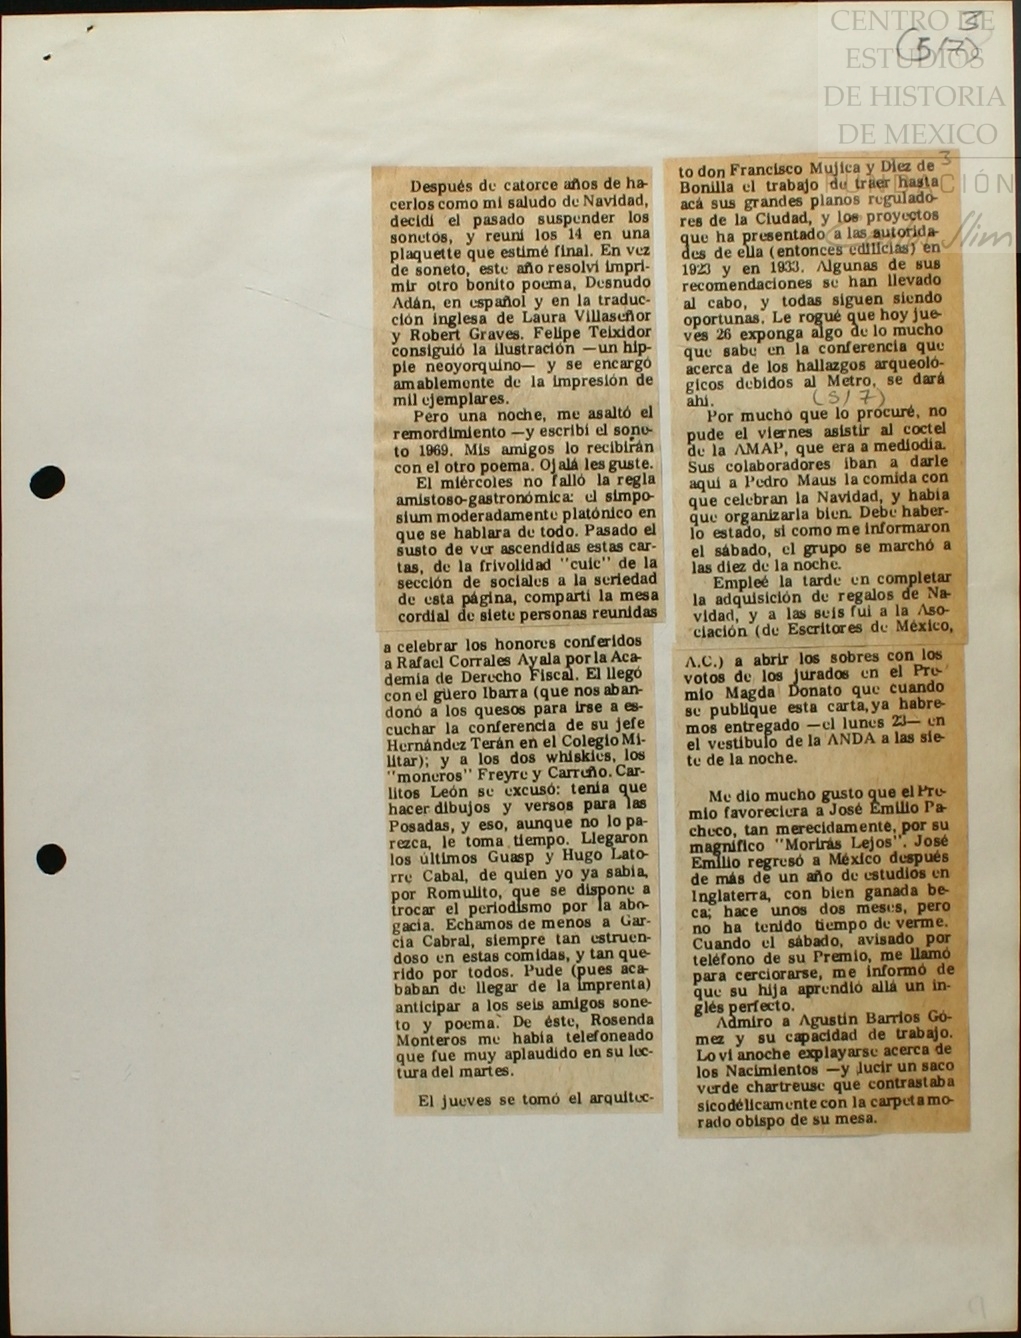 CENTRO DE
ESTUDIOS
DE HISTORIA
DE MEXICO
3
(5/7)
Después de catorce años de ha-
cerlos como mi saludo de Navidad,
decidí el pasado suspender los
sonetos, y reuní los 14 en una
plaquette que estimé final. En vez
de soneto, este año resolví impri-
mir otro bonito poema, Desnudo
Adán, en español y en la traduc-
ción inglesa de Laura Villaseñor
y Robert Graves. Felipe Teixidor
consiguió la ilustración —un hip-
pie neoyorquino— y se encargó
amablemente de la impresión de
mil ejemplares.
Pero una noche, me asaltó el
remordimiento —y escribí el sone-
to 1969. Mis amigos lo recibirán
con el otro poema. Ojalá les guste.
El miércoles no falló la regla
amistoso-gastronómica: el simpo-
sium moderadamente platónico en
que se hablara de todo. Pasado el
susto de ver ascendidas estas car-
tas, de la frivolidad "cuic" de la
sección de sociales a la seriedad
de esta página, compartí la mesa
cordial de siete personas reunidas
a celebrar los honores conferidos
a Rafael Corrales Ayala por la Aca-
demia de Derecho Fiscal. El llegó
con el güero Ibarra (que nos aban-
donó a los quesos para irse a es-
cuchar la conferencia de su jefe
Hernández Terán en el Colegio Mi-
litar); y a los dos whiskies, los
"moneros" Freyre y Carreño. Car-
litos León se excusó: tenía que
hacer dibujos y versos para las
Posadas, y eso, aunque no lo pa-
rezca, le toma tiempo. Llegaron
los últimos Guasp y Hugo Lato-
rre Cabal, de quien yo ya sabía,
por Romulito, que se dispone a
trocar el periodismo por la abo-
gacía. Echamos de menos a Gar-
cía Cabral, siempre tan estruen-
doso en estas comidas, y tan que-
rido por todos. Pude (pues aca-
baban de llegar de la imprenta)
anticipar a los seis amigos sone-
to y poema. De éste, Rosenda
Monteros me había telefoneado
que fue muy aplaudido en su lec-
tura del martes.
El jueves se tomó el arquitec-
3
to don Francisco Mujica y Diez de
Bonilla el trabajo de traer hasta
acá sus grandes planos regulado-
res de la Ciudad, y los proyectos
que ha presentado a las autorida-
des de ella (entonces edilicias) en
1923 y en 1933. Algunas de sus
recomendaciones se han llevado
al cabo, y todas siguen siendo
oportunas. Le rogué que hoy jue-
ves 26 exponga algo de lo mucho
que sabe en la conferencia que
acerca de los hallazgos arqueoló-
gicos debidos al Metro, se dará
ahí.
(5/7)
Por mucho que lo procuré, no
pude el viernes asistir al coctel
de la AMAP, que era a mediodía.
Sus colaboradores iban a darle
aquí a Pedro Maus la comida con
que celebran la Navidad, y había
que organizarla bien. Debe haber-
lo estado, si como me informaron
el sábado, el grupo se marchó a
las diez de la noche.
Empleé la tarde en completar
la adquisición de regalos de Na-
vidad, y a las seis fui a la Aso-
ciación (de Escritores de México,
A.C.) a abrir los sobres con los
votos de los jurados en el Pre-
mio Magda Donato que cuando
se publique esta carta, ya habre-
mos entregado —el lunes 23— en
el vestíbulo de la ANDA a las sie-
te de la noche.
Me dio mucho gusto que el Pre-
mio favoreciera a José Emilio Pa-
checo, tan merecidamente, por su
magnífico "Morirás Lejos". José
Emilio regresó a México después
de más de un año de estudios en
Inglaterra, con bien ganada be-
ca; hace unos dos meses, pero
no ha tenido tiempo de verme.
Cuando el sábado, avisado por
teléfono de su Premio, me llamó
para cerciorarse, me informó de
que su hija aprendió allá un in-
glés perfecto.
Admiro a Agustín Barrios Gó-
mez y su capacidad de trabajo.
Lo vi anoche explayarse acerca de
los Nacimientos —y lucir un saco
verde chartreuse que contrastaba
sicodélicamente con la carpeta mo-
rado obispo de su mesa.
9